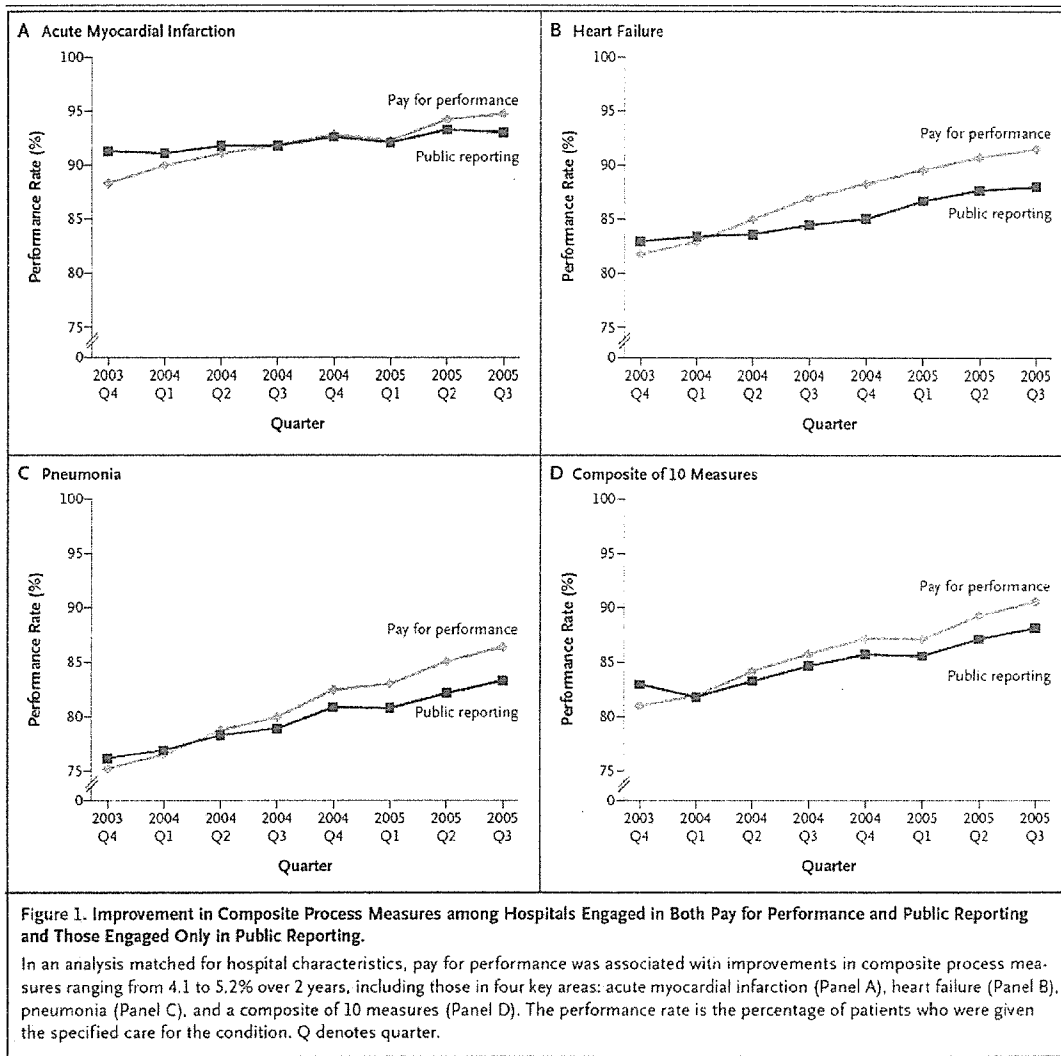 A Acute Myocardial Infarction
100
95
90
85
80
75
0
Performance Rate (%)
Pay for performance
Public reporting
2003 2004 2004 2004 2004 2005 2005 2005
Q4 Q1 Q2 Q3 Q4 Q1 Q2 Q3
Quarter
B Heart Failure
100
95
90
85
80
75
0
Performance Rate (%)
Pay for performance
Public reporting
2003 2004 2004 2004 2004 2005 2005 2005
Q4 Q1 Q2 Q3 Q4 Q1 Q2 Q3
Quarter
C Pneumonia
100
95
90
85
80
75
0
Performance Rate (%)
Pay for performance
Public reporting
2003 2004 2004 2004 2004 2005 2005 2005
Q4 Q1 Q2 Q3 Q4 Q1 Q2 Q3
Quarter
D Composite of 10 Measures
100
95
90
85
80
75
0
Performance Rate (%)
Pay for performance
Public reporting
2003 2004 2004 2004 2004 2005 2005 2005
Q4 Q1 Q2 Q3 Q4 Q1 Q2 Q3
Quarter
Figure 1. Improvement in Composite Process Measures among Hospitals Engaged in Both Pay for Performance and Public Reporting
and Those Engaged Only in Public Reporting.
In an analysis matched for hospital characteristics, pay for performance was associated with improvements in composite process mea-
sures ranging from 4.1 to 5.2% over 2 years, including those in four key areas: acute myocardial infarction (Panel A), heart failure (Panel B),
pneumonia (Panel C), and a composite of 10 measures (Panel D). The performance rate is the percentage of patients who were given
the specified care for the condition. Q denotes quarter.